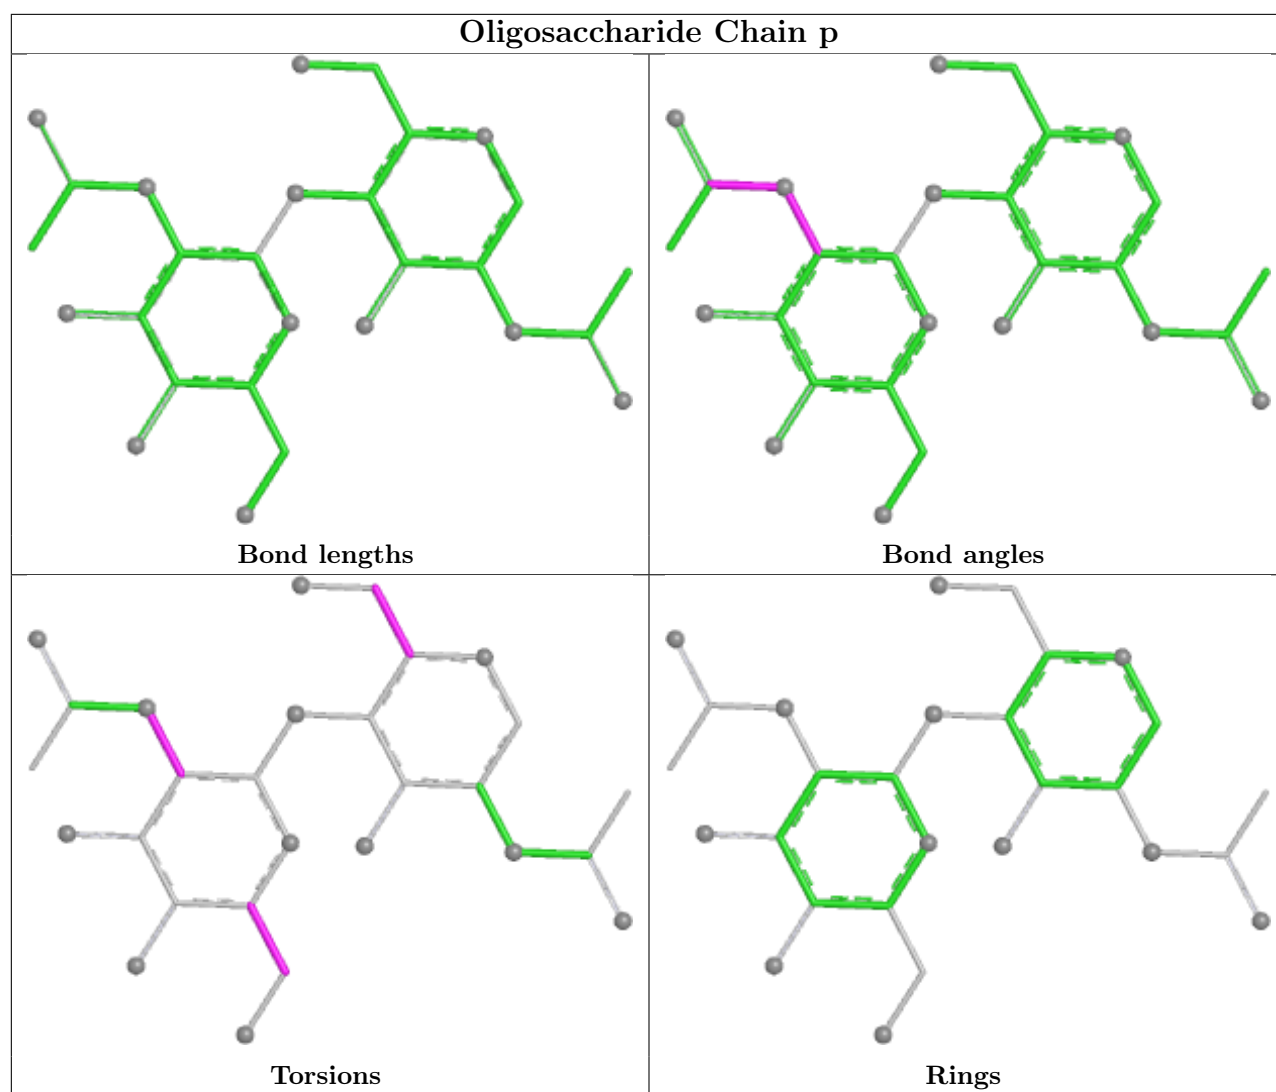 Oligosaccharide Chain p
Bond lengths
Bond angles
Torsions
Rings